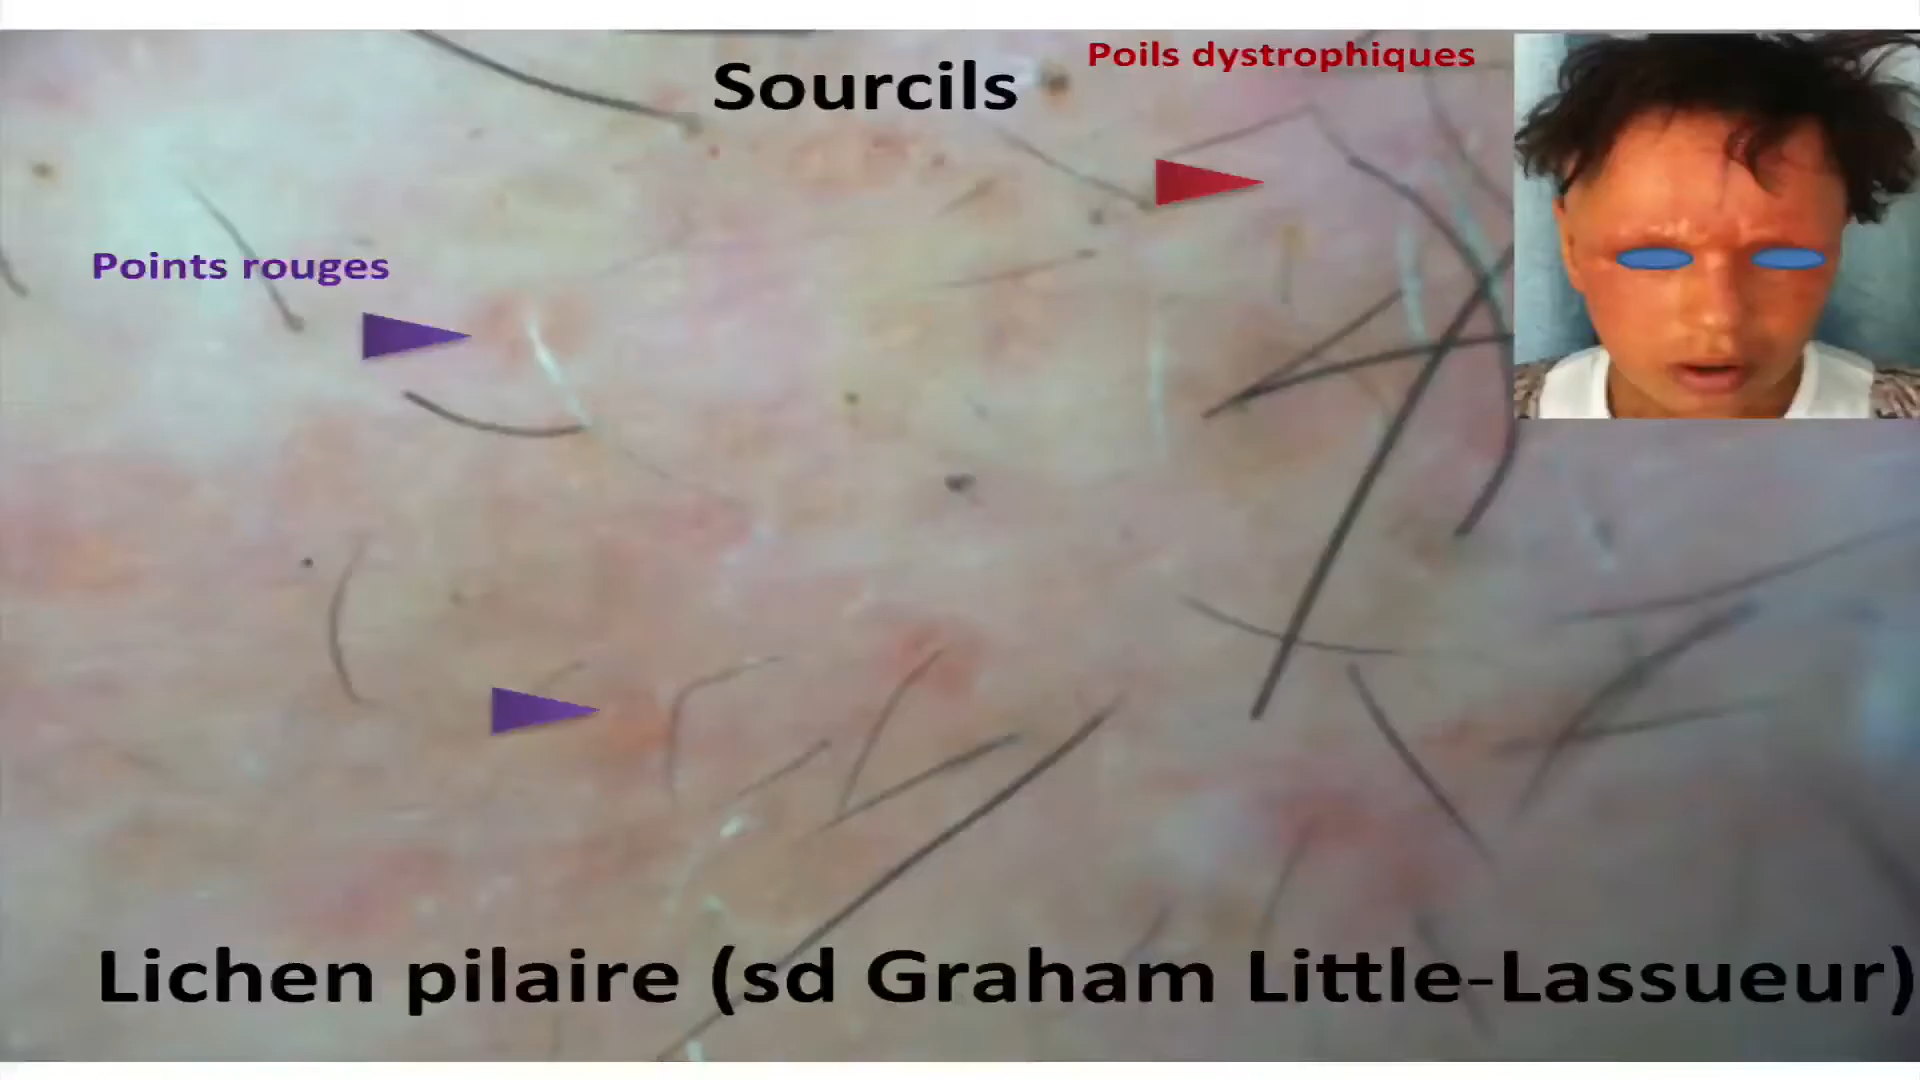 Sourcils
Poils dystrophiques
Points rouges
Lichen pilaire (sd Graham Little-Lassueur)